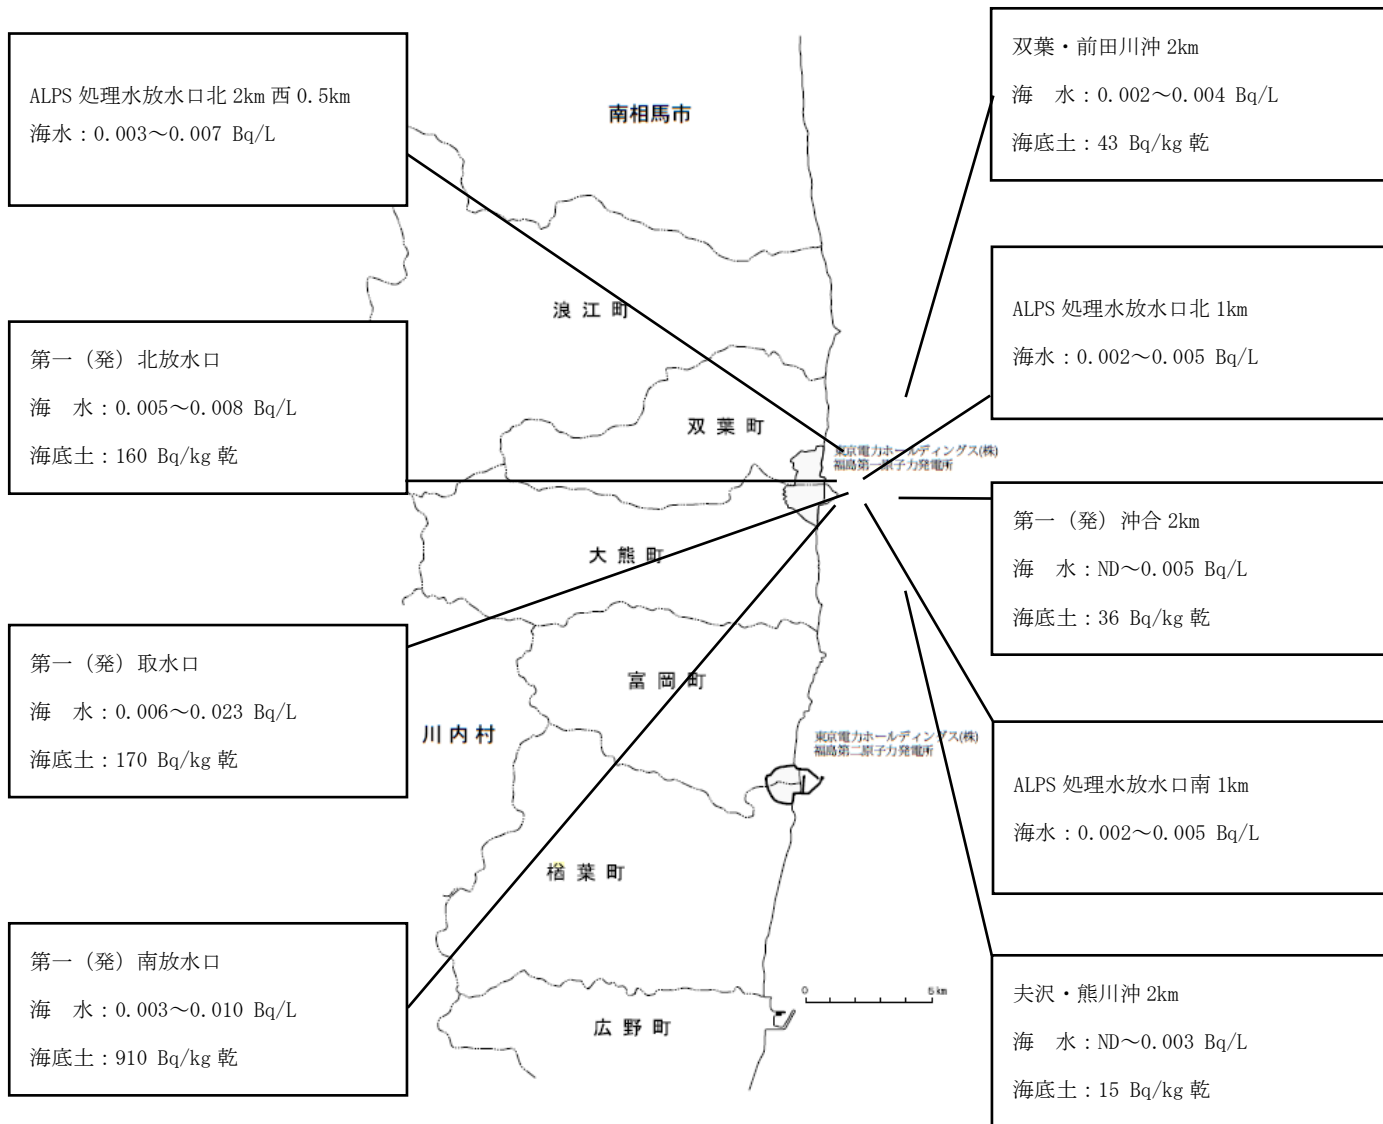 ALPS 処理水放水口北 2km 西 0.5km
海水：0.003～0.007 Bq/L
第一（発）北放水口
海　水：0.005～0.008 Bq/L
海底土：160 Bq/kg 乾
第一（発）取水口
海　水：0.006～0.023 Bq/L
海底土：170 Bq/kg 乾
第一（発）南放水口
海　水：0.003～0.010 Bq/L
海底土：910 Bq/kg 乾
南相馬市
浪江町
双葉町
東京電力ホールディングス(株)
福島第一原子力発電所
大熊町
富岡町
川内村
東京電力ホールディングス(株)
福島第二原子力発電所
楢葉町
広野町
0 5km
双葉・前田川沖 2km
海　水：0.002～0.004 Bq/L
海底土：43 Bq/kg 乾
ALPS 処理水放水口北 1km
海水：0.002～0.005 Bq/L
第一（発）沖合 2km
海　水：ND～0.005 Bq/L
海底土：36 Bq/kg 乾
ALPS 処理水放水口南 1km
海水：0.002～0.005 Bq/L
夫沢・熊川沖 2km
海　水：ND～0.003 Bq/L
海底土：15 Bq/kg 乾